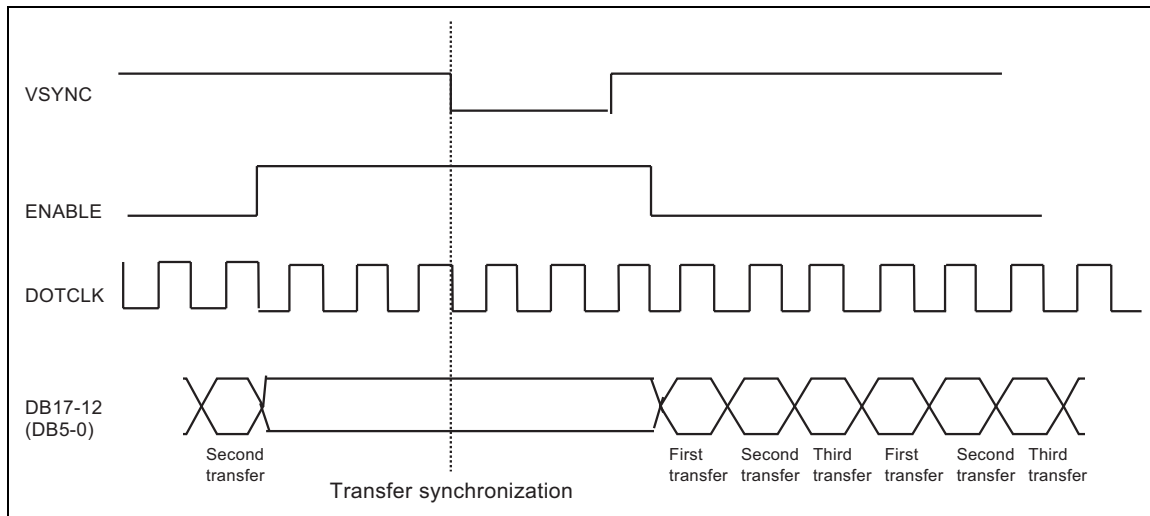 VSYNC
ENABLE
DOTCLK
DB17-12
(DB5-0)
Second
transfer
First
transfer
Second
transfer
Third
transfer
First
transfer
Second
transfer
Third
transfer
Transfer synchronization